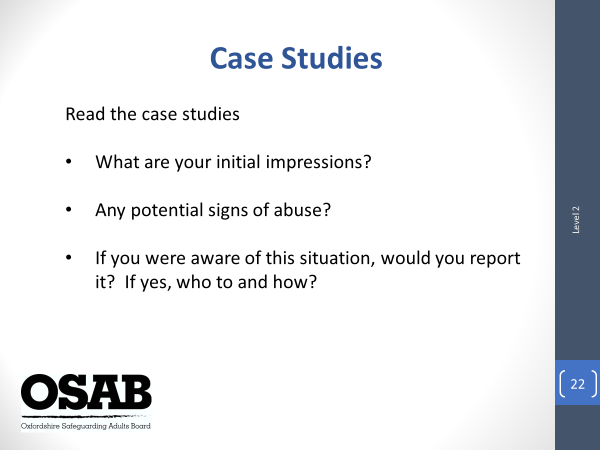 Case Studies
Read the case studies
• What are your initial impressions?
• Any potential signs of abuse?
• If you were aware of this situation, would you report
it?  If yes, who to and how?
Level 2
22
OSAB
Oxfordshire Safeguarding Adults Board